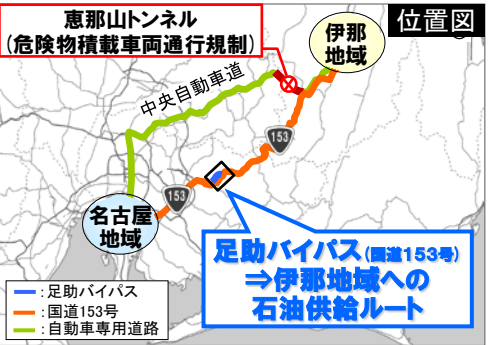 恵那山トンネル
(危険物積載車両通行規制)
伊那
地域
位置図
中央自動車道
153
153
名古屋
地域
足助バイパス(国道153号)
⇒伊那地域への
石油供給ルート
:足助バイパス
:国道153号
:自動車専用道路